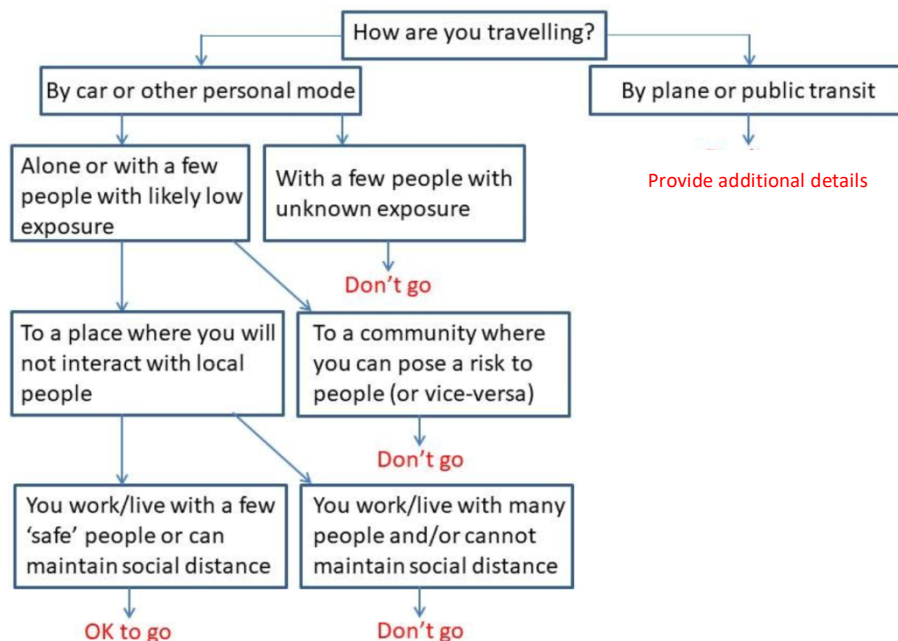 How are you travelling?
By car or other personal mode
By plane or public transit
Alone or with a few
people with likely low
exposure
With a few people with
unknown exposure
Provide additional details
Don’t go
To a place where you will
not interact with local
people
To a community where
you can pose a risk to
people (or vice-versa)
Don’t go
You work/live with a few
‘safe’ people or can
maintain social distance
You work/live with many
people and/or cannot
maintain social distance
OK to go
Don’t go